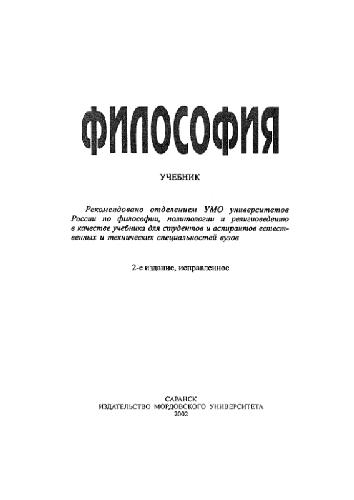 ФИЛОСОФИЯ
УЧЕБНИК
Рекомендовано отделением УМО университетов
России по философии, политологии и религиоведению
в качестве учебника для студентов и аспирантов естест-
венных и технических специальностей вузов
2-е издание, исправленное
САРАНСК
ИЗДАТЕЛЬСТВО МОРДОВСКОГО УНИВЕРСИТЕТА
2002